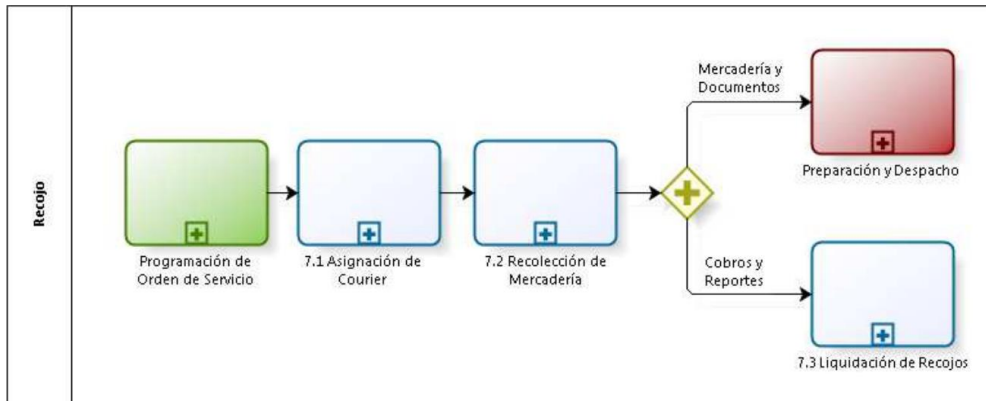 Recojo
Programación de
Orden de Servicio
7.1 Asignación de
Courier
7.2 Recolección de
Mercadería
Mercadería y
Documentos
Preparación y Despacho
Cobros y
Reportes
7.3 Liquidación de Recojos